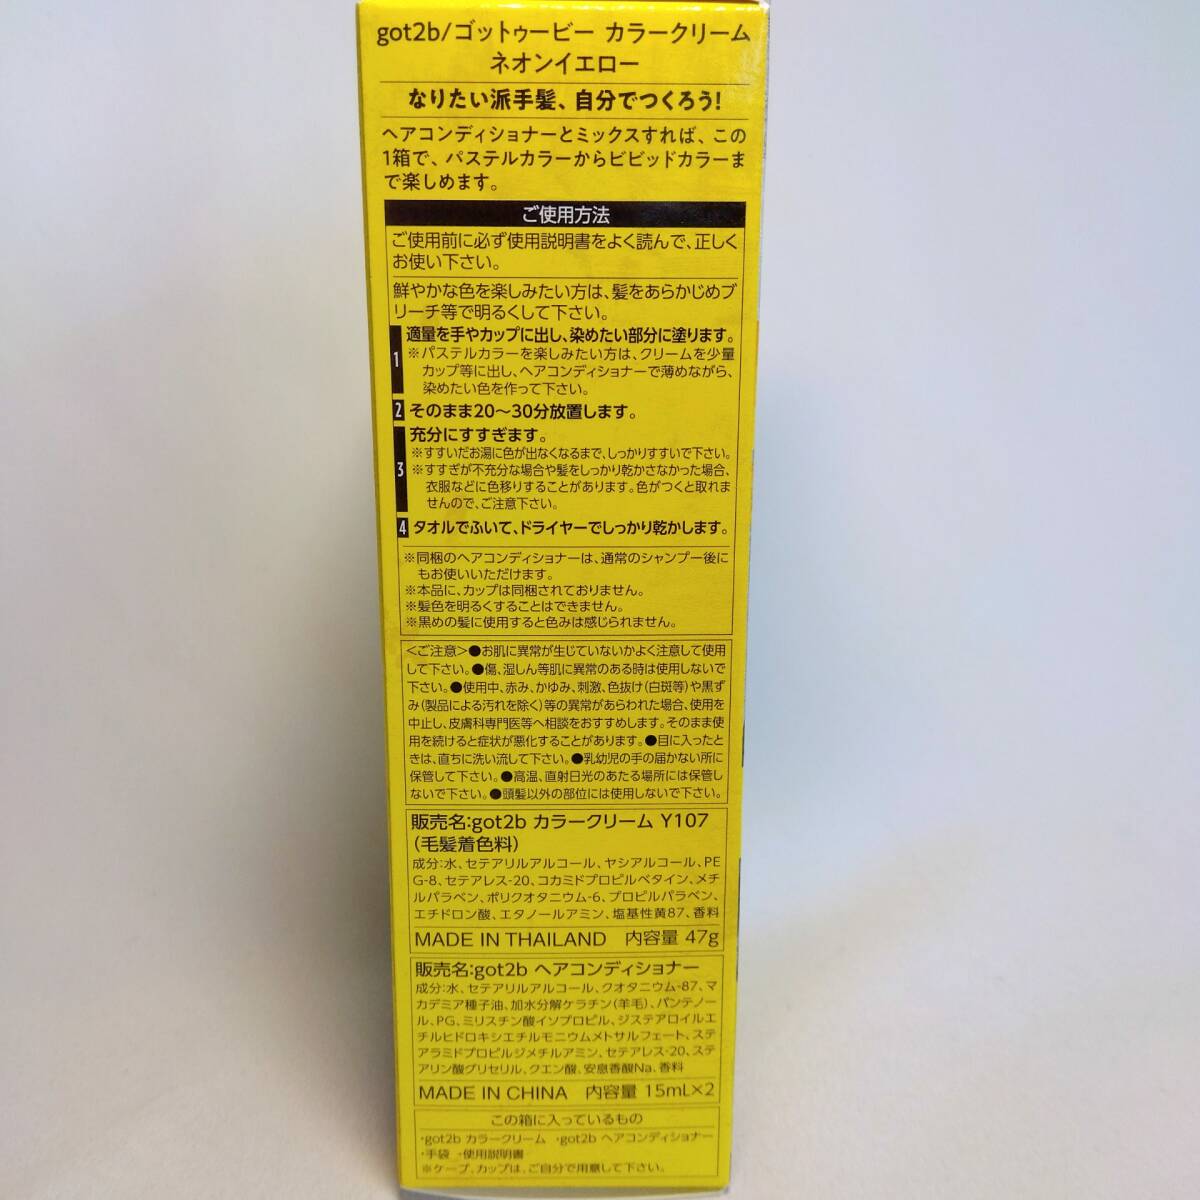 got2b/ゴットゥービー カラークリーム
ネオンイエロー
なりたい派手髪、自分でつくろう!
ヘアコンディショナーとミックスすれば、この
1箱で、パステルカラーからビビッドカラーま
で楽しめます。
ご使用方法
ご使用前に必ず使用説明書をよく読んで、正しく
お使い下さい。
鮮やかな色を楽しみたい方は、髪をあらかじめブ
リーチ等で明るくして下さい。
1 適量を手やカップに出し、染めたい部分に塗ります。
※パステルカラーを楽しみたい方は、クリームを少量
カップ等に出し、ヘアコンディショナーで薄めながら、
染めたい色を作って下さい。
2 そのまま20〜30分放置します。
3 充分にすすぎます。
※すすいだお湯に色が出なくなるまで、しっかりすすいで下さい。
※すすぎが不充分な場合や髪をしっかり乾かさなかった場合、
衣服などに色移りすることがあります。色がつくと取れま
せんので、ご注意下さい。
4 タオルでふいて、ドライヤーでしっかり乾かします。
※同梱のヘアコンディショナーは、通常のシャンプー後に
もお使いいただけます。
※本品に、カップは同梱されておりません。
※髪色を明るくすることはできません。
※黒めの髪に使用すると色みは感じられません。
<ご注意>●お肌に異常が生じていないかよく注意して使用
して下さい。●傷、湿しん等肌に異常のある時は使用しないで
下さい。●使用中、赤み、かゆみ、刺激、色抜け(白斑等)や黒ず
み(製品による汚れを除く)等の異常があらわれた場合、使用を
中止し、皮膚科専門医等へ相談をおすすめします。そのまま使
用を続けると症状が悪化することがあります。●目に入ったと
きは、直ちに洗い流して下さい。●乳幼児の手の届かない所に
保管して下さい。●高温、直射日光のあたる場所には保管し
ないで下さい。●頭髪以外の部位には使用しないで下さい。
販売名:got2b カラークリーム Y107
(毛髪着色料)
成分:水、セテアリルアルコール、ヤシアルコール、PE
G-8、セテアレス-20、コカミドプロピルベタイン、メチ
ルパラベン、ポリクオタニウム-6、プロピルパラベン、
エチドロン酸、エタノールアミン、塩基性黄87、香料
MADE IN THAILAND 内容量 47g
販売名:got2b ヘアコンディショナー
成分:水、セテアリルアルコール、クオタニウム-87、マ
カデミア種子油、加水分解ケラチン(羊毛)、パンテノー
ル、PG、ミリスチン酸イソプロピル、ジステアロイルエ
チルヒドロキシエチルモニウムメトサルフェート、ステ
アラミドプロピルジメチルアミン、セテアレス-20、ステ
アリン酸グリセリル、クエン酸、安息香酸Na、香料
MADE IN CHINA 内容量 15mL×2
この箱に入っているもの
・got2b カラークリーム ・got2b ヘアコンディショナー
・手袋 ・使用説明書
※ケープ、カップは、ご自分で用意して下さい。